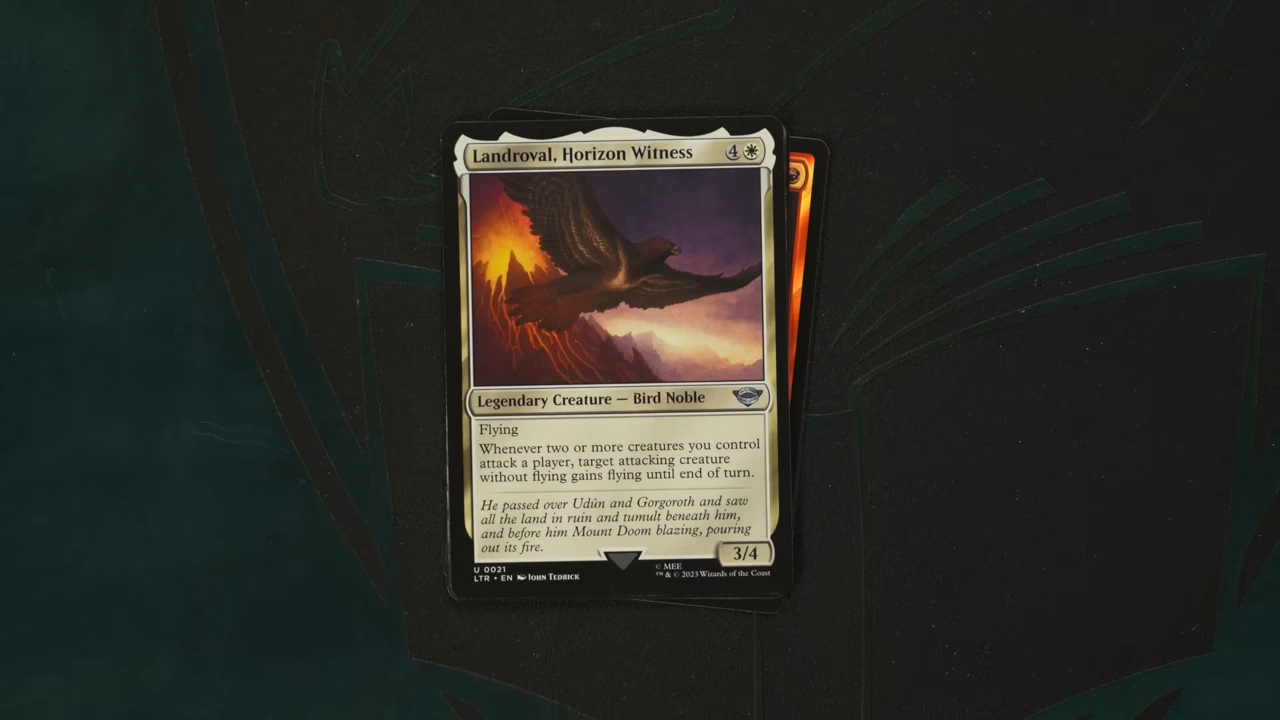 Landroval, Horizon Witness 4
Legendary Creature — Bird Noble
Flying
Whenever two or more creatures you control
attack a player, target attacking creature
without flying gains flying until end of turn.
He passed over Udûn and Gorgoroth and saw
all the land in ruin and tumult beneath him,
and before him Mount Doom blazing, pouring
out its fire.
3/4
U 0021
LTR • EN John Tedrick
© MEE
™ & © 2023 Wizards of the Coast